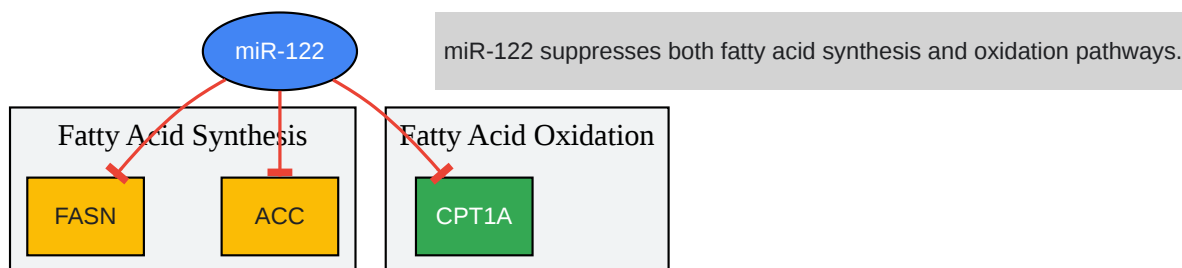 miR-122
miR-122 suppresses both fatty acid synthesis and oxidation pathways.
Fatty Acid Synthesis
Fatty Acid Oxidation
FASN
ACC
CPT1A